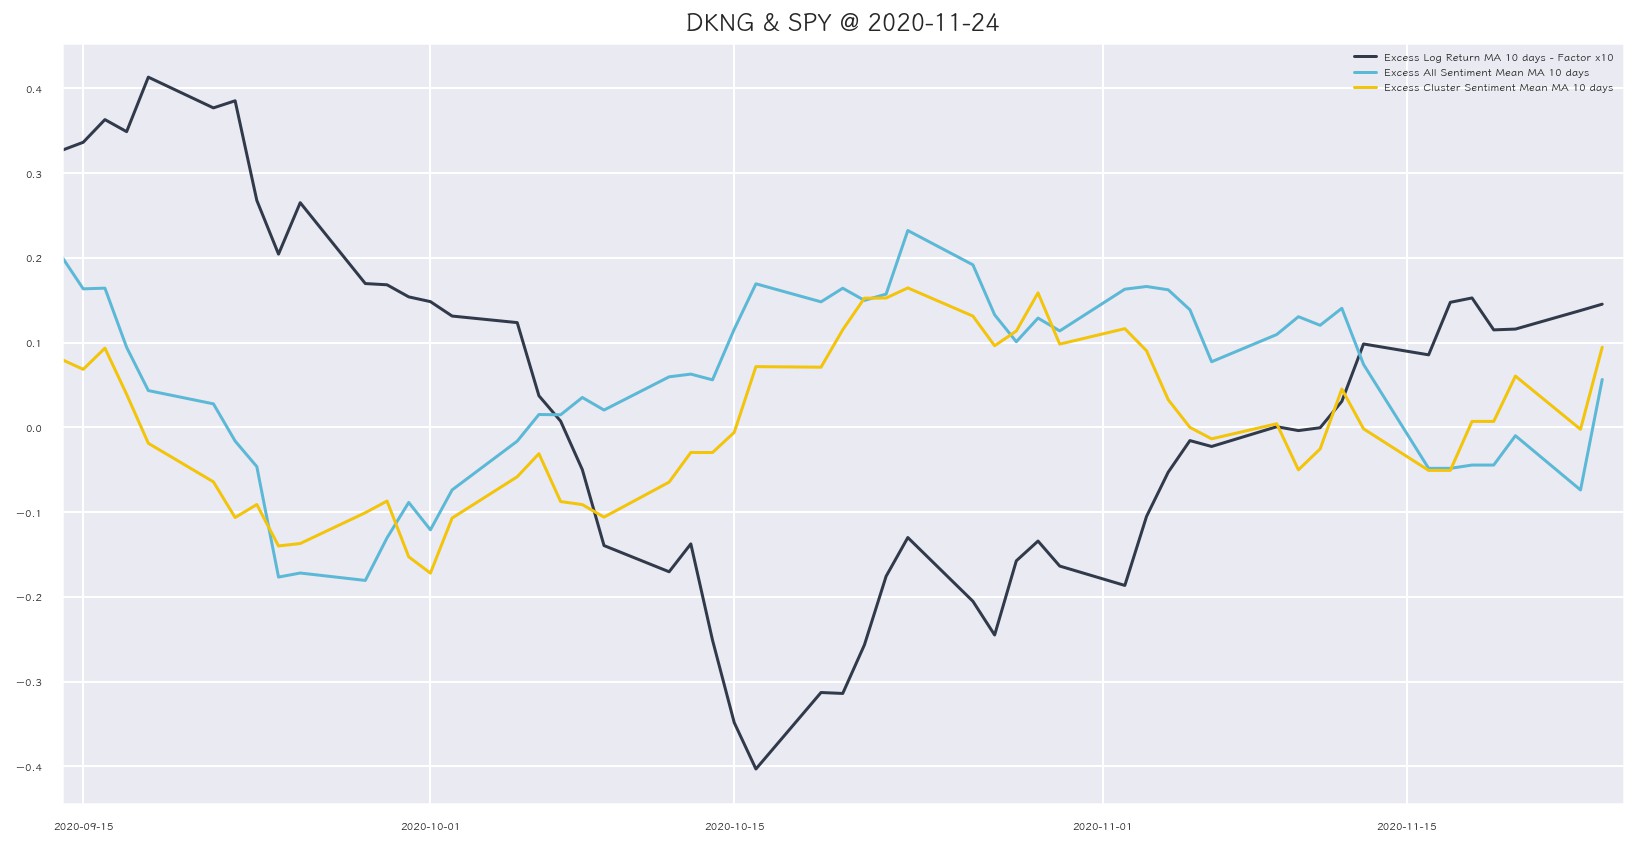 DKNG & SPY @ 2020-11-24
Excess Log Return MA 10 days - Factor x10
Excess All Sentiment Mean MA 10 days
Excess Cluster Sentiment Mean MA 10 days
0.4
0.3
0.2
0.1
0.0
−0.1
−0.2
−0.3
−0.4
2020-09-15 2020-10-01 2020-10-15 2020-11-01 2020-11-15